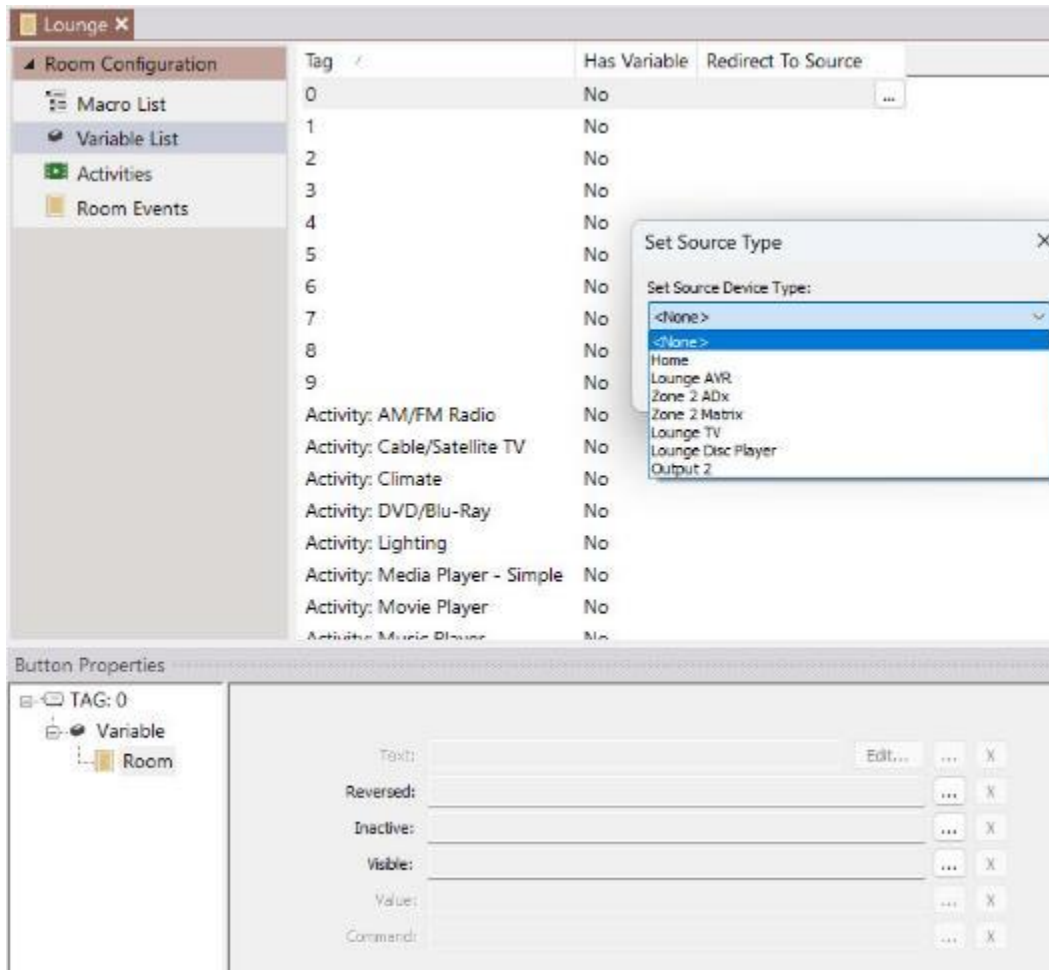 Lounge X
Room Configuration
Macro List
Variable List
Activities
Room Events
Tag Has Variable Redirect To Source
0 No ...
1 No
2 No
3 No
4 No
5 No
6 No
7 No
8 No
9 No
Activity: AM/FM Radio No
Activity: Cable/Satellite TV No
Activity: Climate No
Activity: DVD/Blu-Ray No
Activity: Lighting No
Activity: Media Player - Simple No
Activity: Movie Player No
Activity: Music Player No
Set Source Type X
Set Source Device Type:
<None>
<None>
Home
Lounge AVR
Zone 2 ADx
Zone 2 Matrix
Lounge TV
Lounge Disc Player
Output 2
Button Properties
TAG: 0
Variable
Room
Text: Edit... ... X
Reversed: ... X
Inactive: ... X
Visible: ... X
Value: ... X
Command: ... X